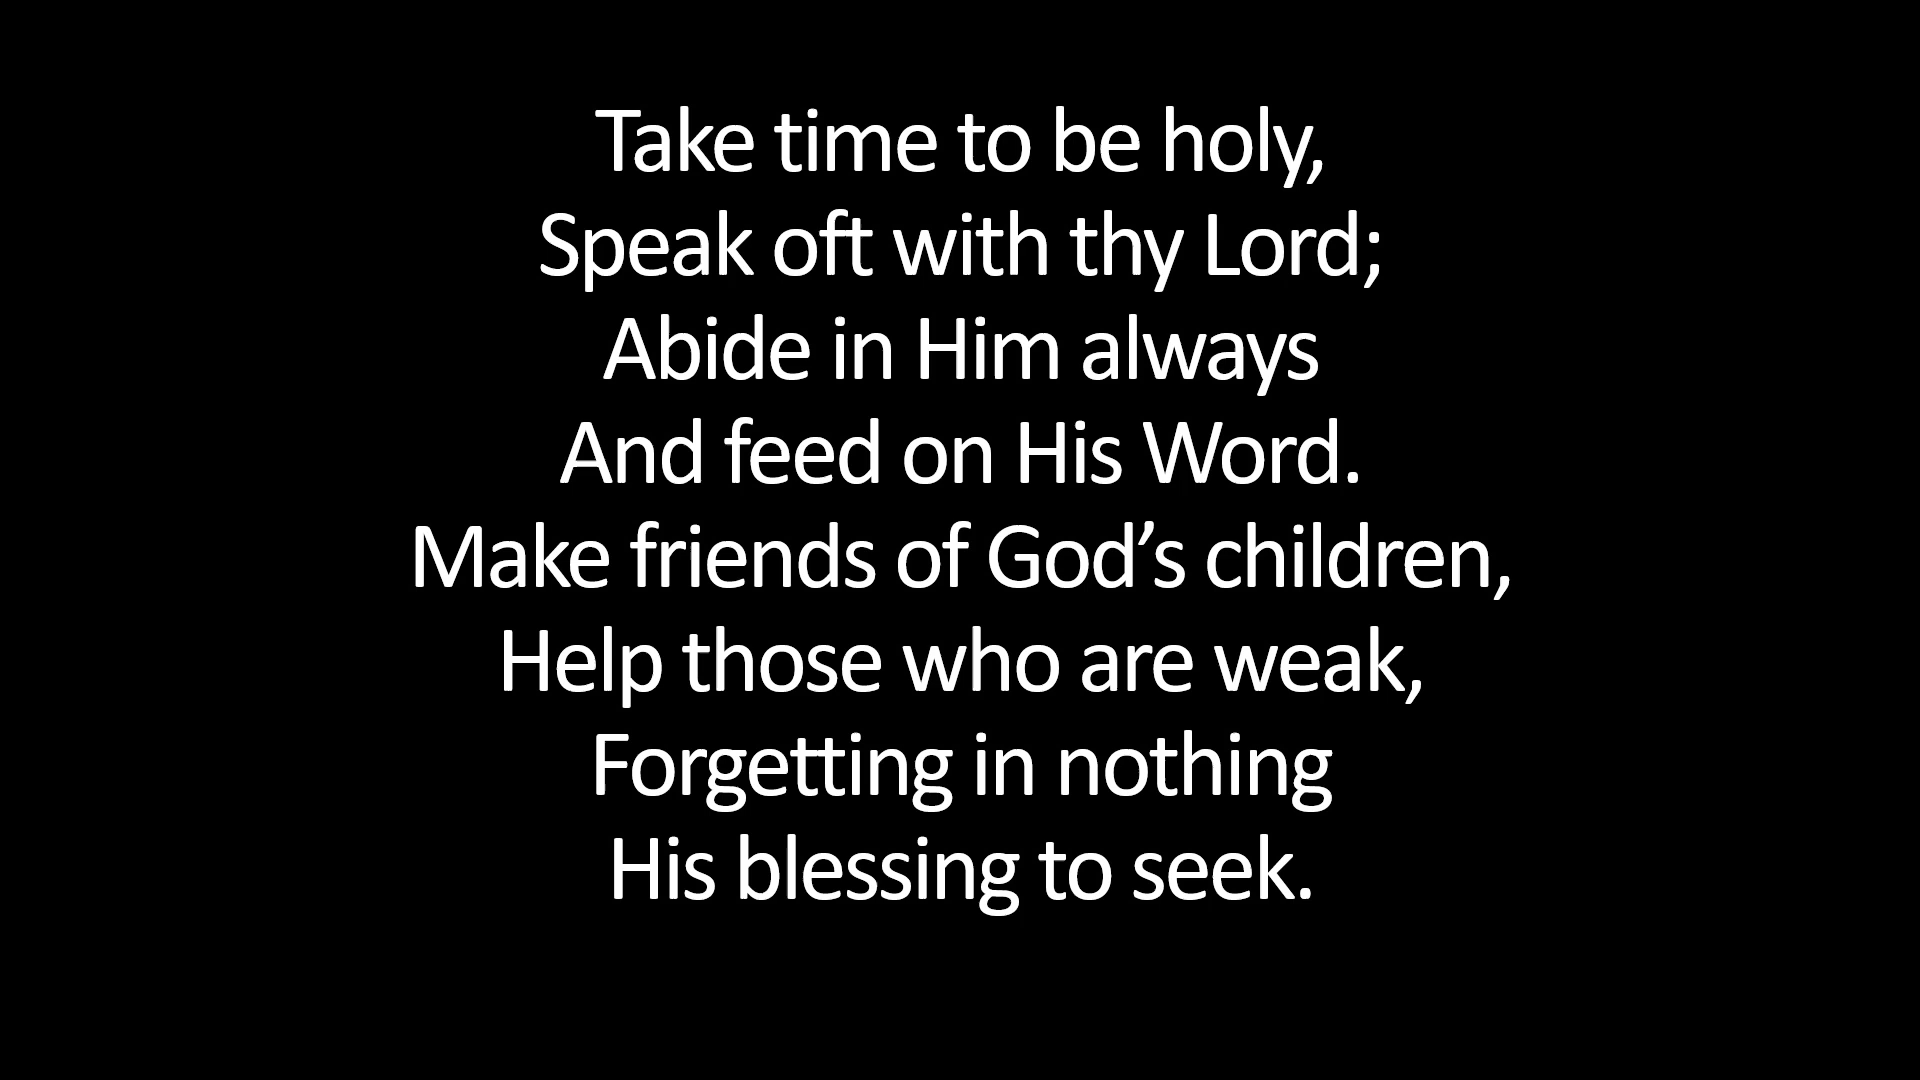 Take time to be holy,
Speak oft with thy Lord;
Abide in Him always
And feed on His Word.
Make friends of God’s children,
Help those who are weak,
Forgetting in nothing
His blessing to seek.